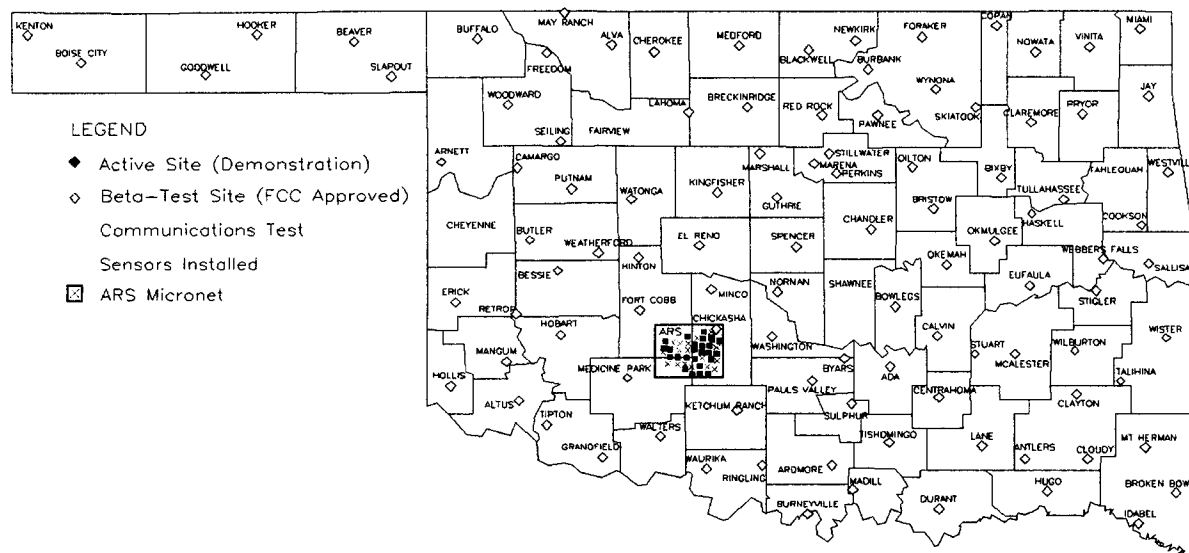 KENTON
BOISE CITY
HOOKER
GOODWELL
BEAVER
SLAPOUT
BUFFALO
MAY RANCH
ALVA
FREEDOM
CHEROKEE
MEDFORD
NEWKIRK
BLACKWELL
FORAKER
BURBANK
COPAN
NOWATA
VINITA
MIAMI
WOODWARD
LAHOMA
BRECKINRIDGE
RED ROCK
WYNONA
PAWNEE
SKIATOOK
CLAREMORE
PRYOR
JAY
SEILING
FAIRVIEW
LEGEND
Active Site (Demonstration)
Beta-Test Site (FCC Approved)
Communications Test
Sensors Installed
ARS Micronet
ARNETT
CAMARGO
PUTNAM
WATONGA
KINGFISHER
MARSHALL
STILLWATER
MARENA
PERKINS
OILTON
BIXBY
TULLAHASSEE
TAHLEQUAH
WESTVILL
GUTHRIE
CHANDLER
BRISTOW
HASKELL
COOKSON
CHEYENNE
BUTLER
WEATHERFORD
EL RENO
SPENCER
OKMULGEE
WEBBERS FALLS
SALLISA
BESSIE
HINTON
OKEMAH
EUFAULA
STIGLER
ERICK
RETROP
FORT COBB
MINCO
NORMAN
SHAWNEE
BOWLEGS
HOBART
CHICKASHA
ARS
WASHINGTON
CALVIN
STUART
MCALESTER
WILBURTON
WISTER
MANGUM
MEDICINE PARK
BYARS
ADA
TALIHINA
HOLLIS
ALTUS
PAULS VALLEY
CENTRAHOMA
CLAYTON
TIPTON
KETCHUM RANCH
SULPHUR
WALTERS
TISHOMINGO
LANE
ANTLERS
CLOUDY
MT HERMAN
GRANDFIELD
WAURIKA
RINGLING
ARDMORE
MADILL
DURANT
HUGO
BROKEN BOW
BURNEYVILLE
IDABEL